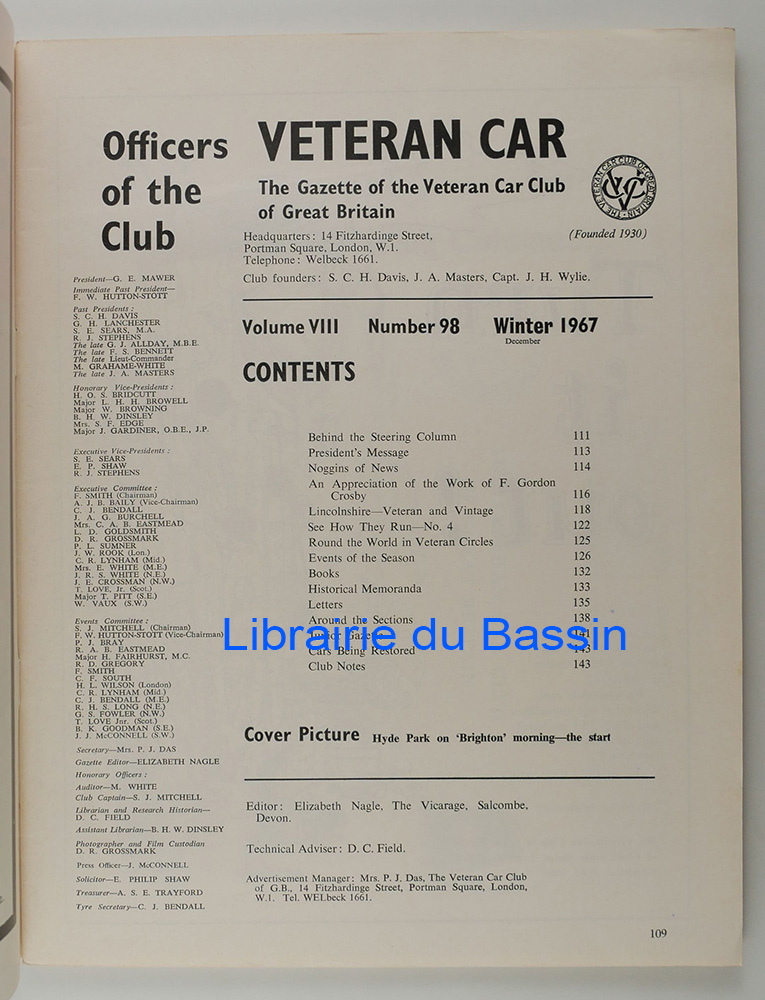 Officers
of the
Club
President—G. E. MAWER
Immediate Past President—
F. W. HUTTON-STOTT
Past Presidents :
S. C. H. DAVIS
G. H. LANCHESTER
S. E. SEARS, M.A.
R. J. STEPHENS
The late G. J. ALLDAY, M.B.E.
The late F. S. BENNETT
The late Lieut-Commander
M. GRAHAME-WHITE
The late J. A. MASTERS
Honorary Vice-Presidents :
H. O. S. BRIDCUTT
Major L. H. H. BROWELL
Major W. BROWNING
B. H. W. DINSLEY
Mrs. S. F. EDGE
Major J. GARDINER, O.B.E., J.P.
Executive Vice-Presidents :
S. E. SEARS
E. P. SHAW
R. J. STEPHENS
Executive Committee :
F. SMITH (Chairman)
A. J. B. BAILY (Vice-Chairman)
C. J. BENDALL
J. A. G. BURCHELL
Mrs. C. A. B. EASTMEAD
L. D. GOLDSMITH
D. R. GROSSMARK
P. L. SUMNER
J. W. ROOK (Lon.)
C. R. LYNHAM (Mid.)
Mrs. E. WHITE (M.E.)
J. R. S. WHITE (N.E.)
J. E. CROSSMAN (N.W.)
T. LOVE, Jr. (Scot.)
Major T. PITT (S.E.)
W. VAUX (S.W.)
Events Committee :
S. J. MITCHELL (Chairman)
F. W. HUTTON-STOTT (Vice-Chairman)
P. J. BRAY
R. A. B. EASTMEAD
Major H. FAIRHURST, M.C.
R. D. GREGORY
F. SMITH
C. F. SOUTH
H. L. WILSON (London)
C. R. LYNHAM (Mid.)
C. J. BENDALL (M.E.)
R. H. S. LONG (N.E.)
G. S. FOWLER (N.W.)
T. LOVE Jnr. (Scot.)
B. K. GOODMAN (S.E.)
J. J. McCONNELL (S.W.)
Secretary—Mrs. P. J. DAS
Gazette Editor—ELIZABETH NAGLE
Honorary Officers :
Auditor—M. WHITE
Club Captain—S. J. MITCHELL
Librarian and Research Historian—
D. C. FIELD
Assistant Librarian—B. H. W. DINSLEY
Photographer and Film Custodian
D. R. GROSSMARK
Press Officer—J. McCONNELL
Solicitor—E. PHILIP SHAW
Treasurer—A. S. E. TRAYFORD
Tyre Secretary—C. J. BENDALL
VETERAN CAR
The Gazette of the Veteran Car Club
of Great Britain
THE VETERAN CAR CLUB OF GREAT BRITAIN
VCC
(Founded 1930)
Headquarters : 14 Fitzhardinge Street,
Portman Square, London, W.1.
Telephone : Welbeck 1661.
Club founders : S. C. H. Davis, J. A. Masters, Capt. J. H. Wylie.
Volume VIII Number 98 Winter 1967
December
CONTENTS
Behind the Steering Column 111
President's Message 113
Noggins of News 114
An Appreciation of the Work of F. Gordon
Crosby 116
Lincolnshire—Veteran and Vintage 118
See How They Run—No. 4 122
Round the World in Veteran Circles 125
Events of the Season 126
Books 132
Historical Memoranda 133
Letters 135
Around the Sections 138
Junior Gazette 141
Cars Being Restored 143
Club Notes 143
Librairie du Bassin
Cover Picture Hyde Park on 'Brighton' morning—the start
Editor : Elizabeth Nagle, The Vicarage, Salcombe,
Devon.
Technical Adviser : D. C. Field.
Advertisement Manager : Mrs. P. J. Das, The Veteran Car Club
of G.B., 14 Fitzhardinge Street, Portman Square, London,
W.1. Tel. WELbeck 1661.
109